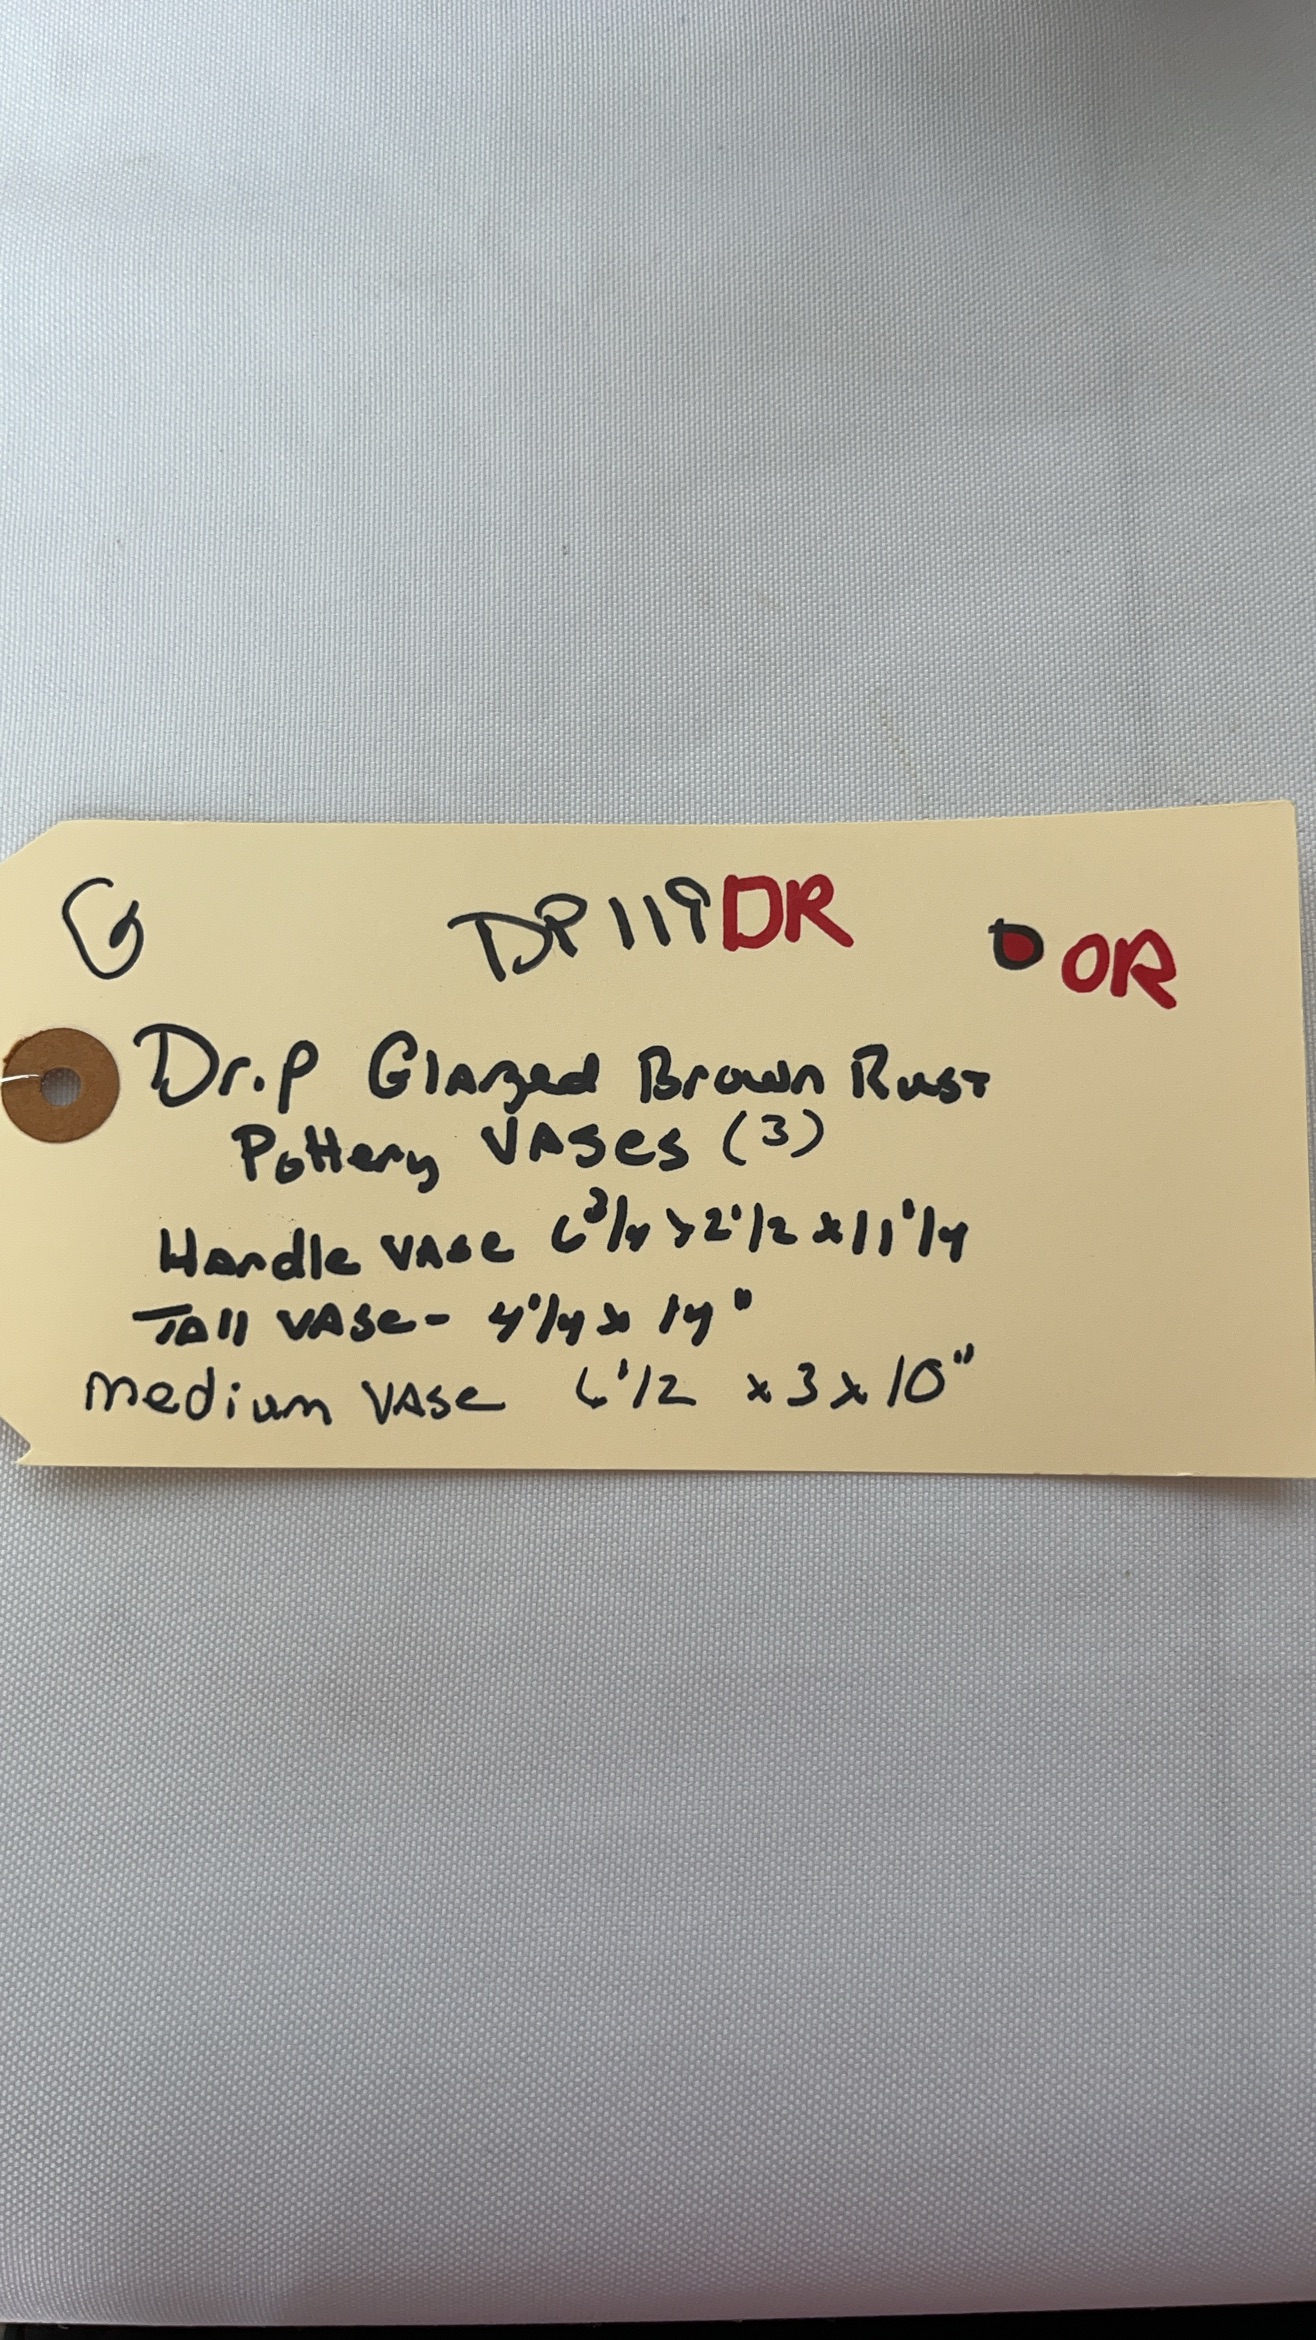 G DP119DR OR
Drip Glazed Brown Rust
Pottery VASes (3)
Handle VASe 6 3/4 x 2 1/2 x 11 1/4
Tall VASe - 4 1/4 x 14"
medium VASe 6 1/2 x 3 x 10"